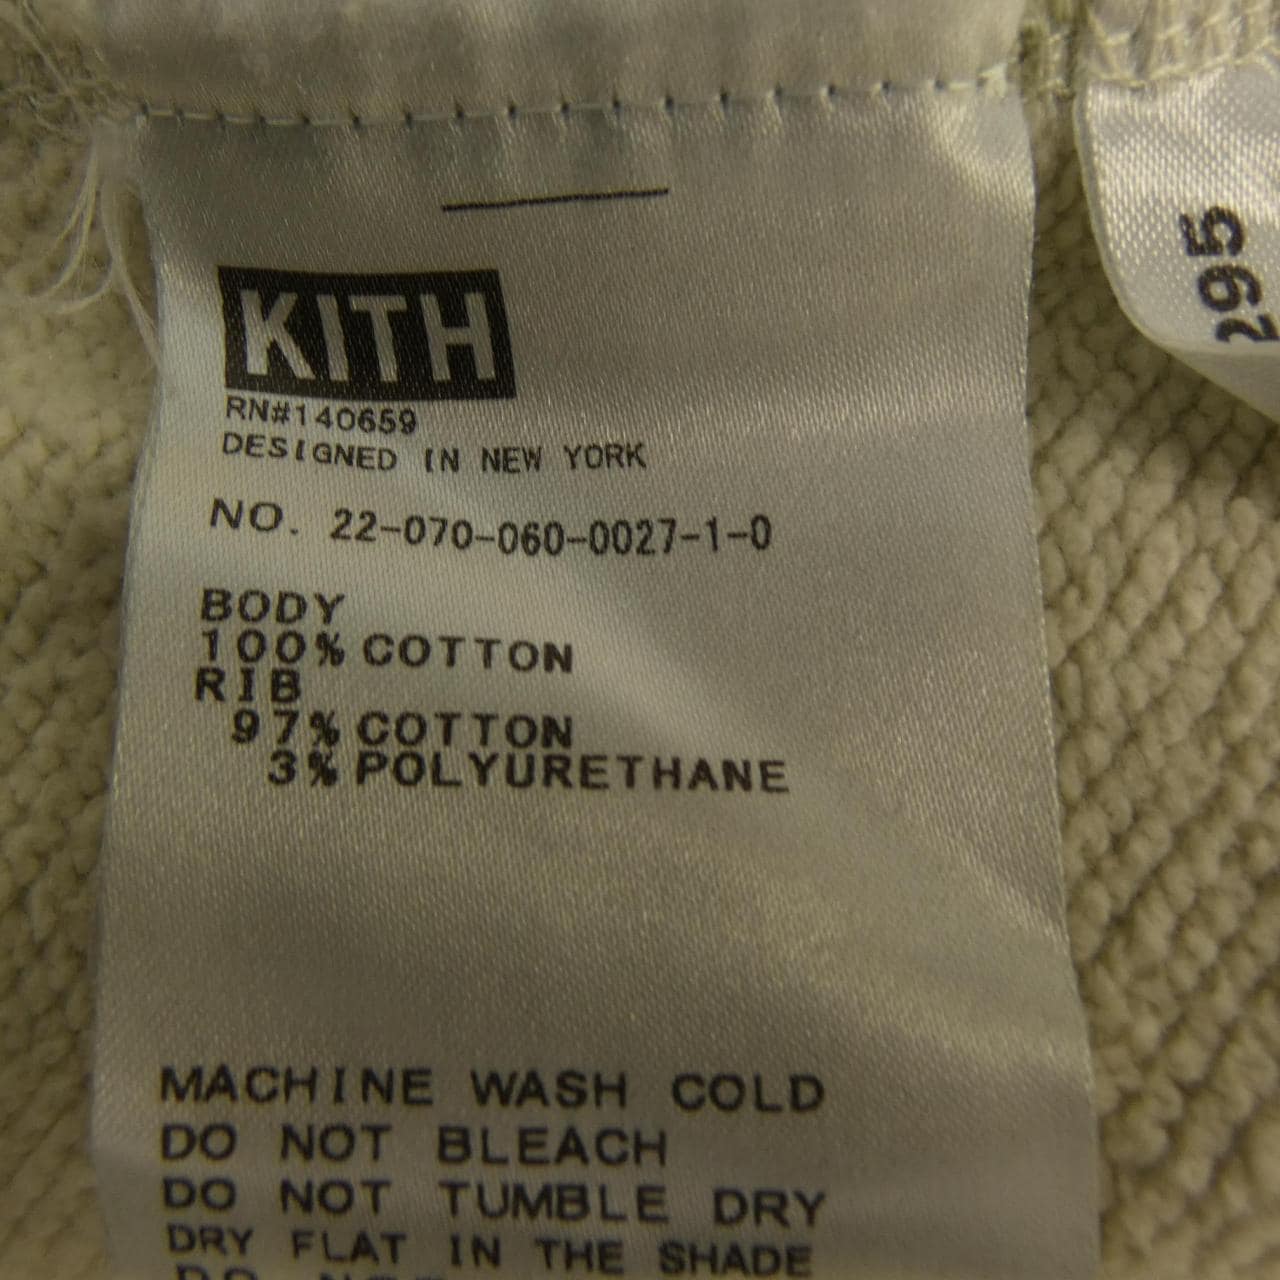 KITH
RN#140659
DESIGNED IN NEW YORK
NO. 22-070-060-0027-1-0
BODY
100% COTTON
RIB
97% COTTON
3% POLYURETHANE
MACHINE WASH COLD
DO NOT BLEACH
DO NOT TUMBLE DRY
DRY FLAT IN THE SHADE
DO NOT
295